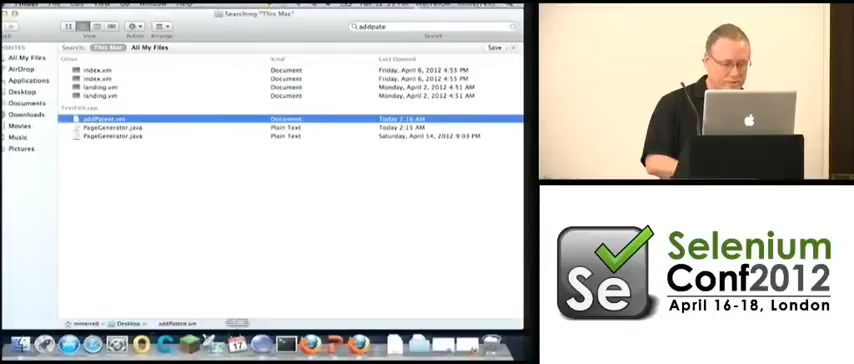 Finder
Searching "This Mac"
addpate
View
Action
Arrange
Search
Search: This Mac All My Files
Save
FAVORITES
All My Files
AirDrop
Applications
Desktop
Documents
Downloads
Movies
Music
Pictures
Kind
Last Opened
Other
index.vm Document Friday, April 6, 2012 4:55 PM
index.vm Document Friday, April 6, 2012 4:55 PM
landing.vm Document Monday, April 2, 2012 4:51 AM
landing.vm Document Monday, April 2, 2012 4:51 AM
TextEdit.app
addPatent.vm Document Today 2:18 AM
PageGenerator.java Plain Text Today 2:15 AM
PageGenerator.java Plain Text Saturday, April 14, 2012 9:03 PM
Desktop
addPatent.vm
17
Se
Selenium
Conf2012
April 16-18, London